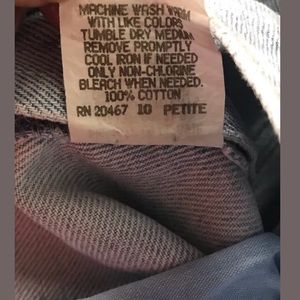 MACHINE WASH WARM
WITH LIKE COLORS
TUMBLE DRY MEDIUM
REMOVE PROMPTLY
COOL IRON IF NEEDED
ONLY NON-CHLORINE
BLEACH WHEN NEEDED.
100% COTTON
RN 20467 10 PETITE